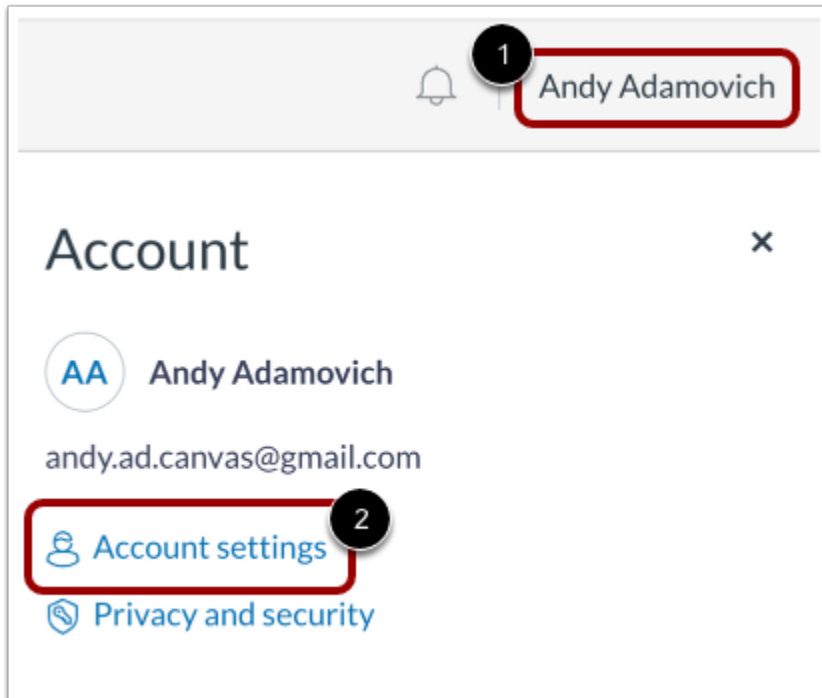 1
Andy Adamovich
Account
×
AA Andy Adamovich
andy.ad.canvas@gmail.com
Account settings
2
Privacy and security